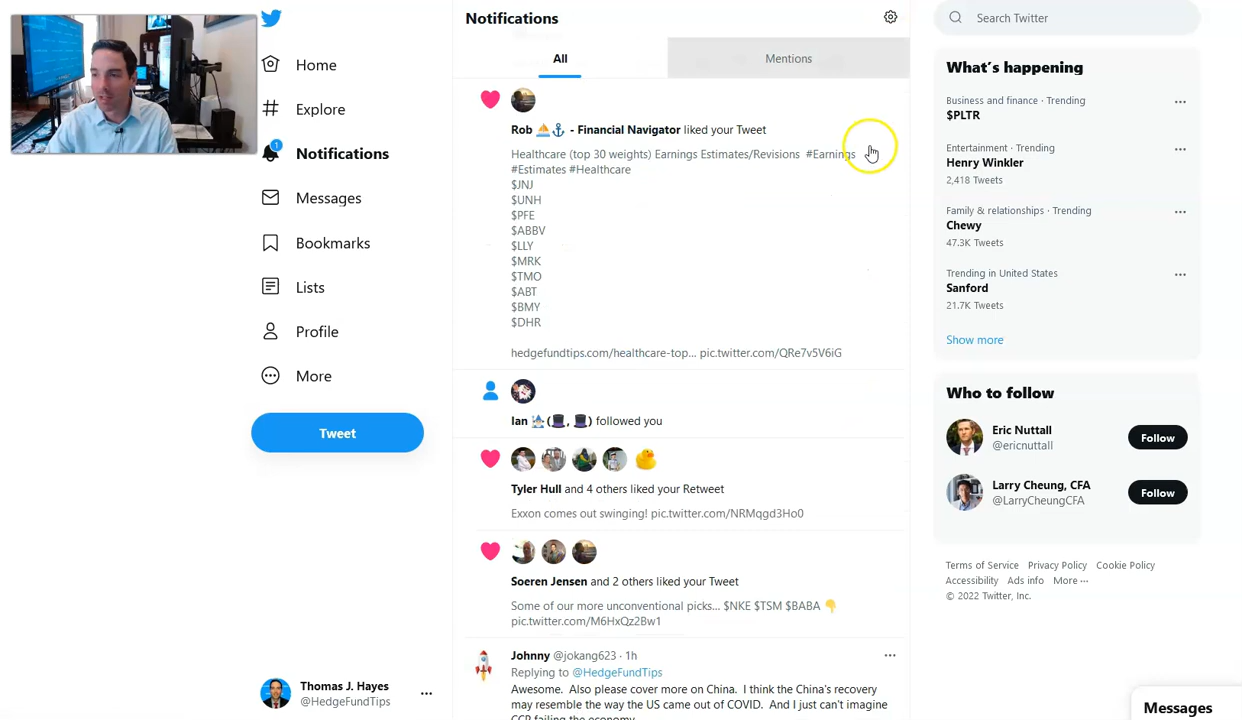 Home
Explore
1
Notifications
Messages
Bookmarks
Lists
Profile
More
Tweet
Thomas J. Hayes
@HedgeFundTips
Notifications
All
Mentions
Rob ⛵⚓ - Financial Navigator liked your Tweet
Healthcare (top 30 weights) Earnings Estimates/Revisions #Earnings
#Estimates #Healthcare
$JNJ
$UNH
$PFE
$ABBV
$LLY
$MRK
$TMO
$ABT
$BMY
$DHR
hedgefundtips.com/healthcare-top... pic.twitter.com/QRe7v5V6iG
Ian 🧙‍♂️(🎩, 🎩) followed you
Tyler Hull and 4 others liked your Retweet
Exxon comes out swinging! pic.twitter.com/NRMqgd3Ho0
Soeren Jensen and 2 others liked your Tweet
Some of our more unconventional picks... $NKE $TSM $BABA 👇
pic.twitter.com/M6HxQz2Bw1
Johnny @jokang623 · 1h
Replying to @HedgeFundTips
Awesome. Also please cover more on China. I think the China's recovery
may resemble the way the US came out of COVID. And I just can't imagine
CCP failing the economy
Search Twitter
What's happening
Business and finance · Trending
$PLTR
Entertainment · Trending
Henry Winkler
2,418 Tweets
Family & relationships · Trending
Chewy
47.3K Tweets
Trending in United States
Sanford
21.7K Tweets
Show more
Who to follow
Eric Nuttall
@ericnuttall
Follow
Larry Cheung, CFA
@LarryCheungCFA
Follow
Terms of Service Privacy Policy Cookie Policy
Accessibility Ads info More ···
© 2022 Twitter, Inc.
Messages